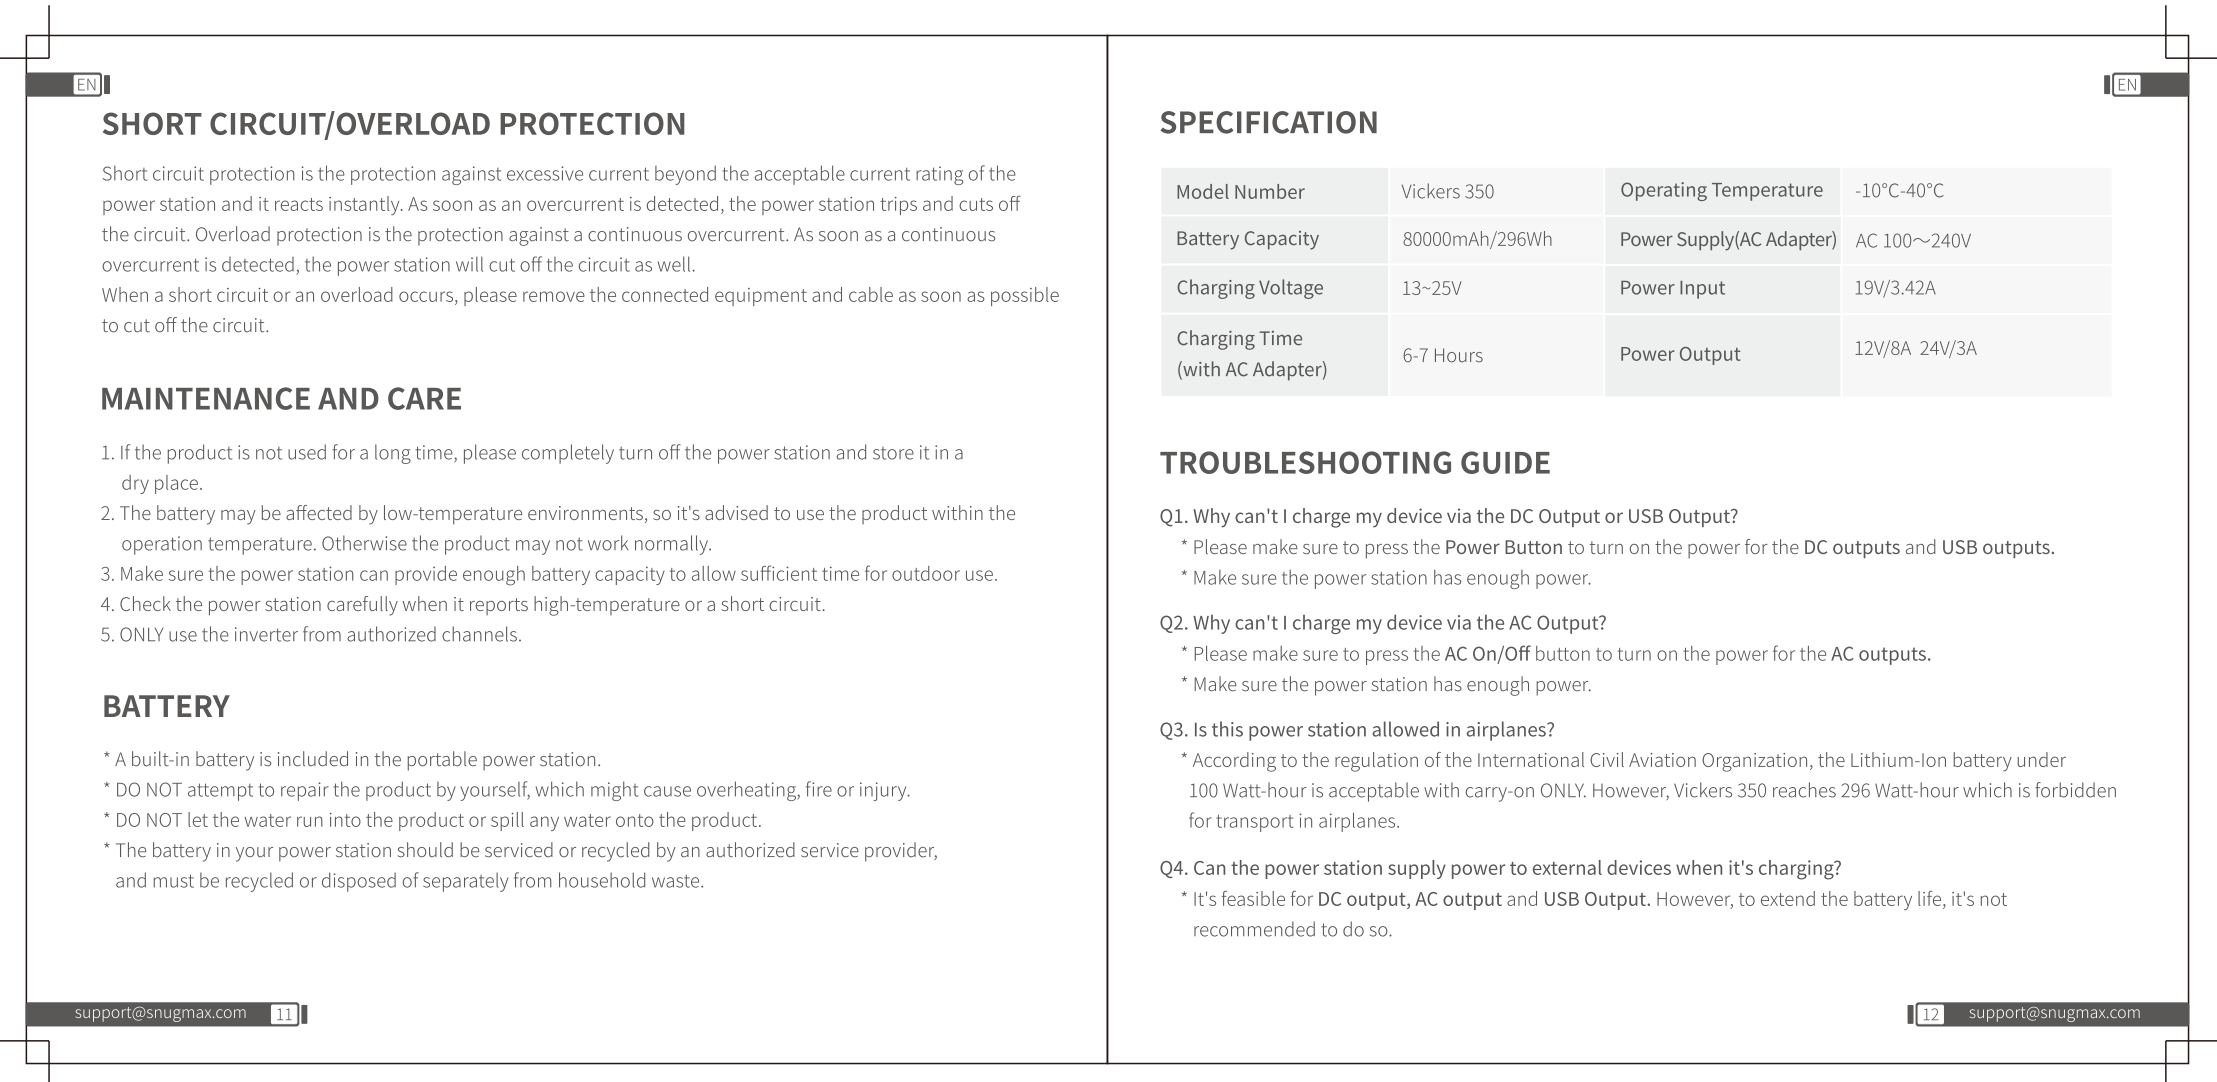 EN
SHORT CIRCUIT/OVERLOAD PROTECTION
Short circuit protection is the protection against excessive current beyond the acceptable current rating of the
power station and it reacts instantly. As soon as an overcurrent is detected, the power station trips and cuts off
the circuit. Overload protection is the protection against a continuous overcurrent. As soon as a continuous
overcurrent is detected, the power station will cut off the circuit as well.
When a short circuit or an overload occurs, please remove the connected equipment and cable as soon as possible
to cut off the circuit.
MAINTENANCE AND CARE
1. If the product is not used for a long time, please completely turn off the power station and store it in a
dry place.
2. The battery may be affected by low-temperature environments, so it's advised to use the product within the
operation temperature. Otherwise the product may not work normally.
3. Make sure the power station can provide enough battery capacity to allow sufficient time for outdoor use.
4. Check the power station carefully when it reports high-temperature or a short circuit.
5. ONLY use the inverter from authorized channels.
BATTERY
* A built-in battery is included in the portable power station.
* DO NOT attempt to repair the product by yourself, which might cause overheating, fire or injury.
* DO NOT let the water run into the product or spill any water onto the product.
* The battery in your power station should be serviced or recycled by an authorized service provider,
and must be recycled or disposed of separately from household waste.
support@snugmax.com 11
EN
SPECIFICATION
Model Number Vickers 350 Operating Temperature -10°C-40°C
Battery Capacity 80000mAh/296Wh Power Supply(AC Adapter) AC 100～240V
Charging Voltage 13~25V Power Input 19V/3.42A
Charging Time
(with AC Adapter) 6-7 Hours Power Output 12V/8A 24V/3A
TROUBLESHOOTING GUIDE
Q1. Why can't I charge my device via the DC Output or USB Output?
* Please make sure to press the Power Button to turn on the power for the DC outputs and USB outputs.
* Make sure the power station has enough power.
Q2. Why can't I charge my device via the AC Output?
* Please make sure to press the AC On/Off button to turn on the power for the AC outputs.
* Make sure the power station has enough power.
Q3. Is this power station allowed in airplanes?
* According to the regulation of the International Civil Aviation Organization, the Lithium-Ion battery under
100 Watt-hour is acceptable with carry-on ONLY. However, Vickers 350 reaches 296 Watt-hour which is forbidden
for transport in airplanes.
Q4. Can the power station supply power to external devices when it's charging?
* It's feasible for DC output, AC output and USB Output. However, to extend the battery life, it's not
recommended to do so.
12 support@snugmax.com